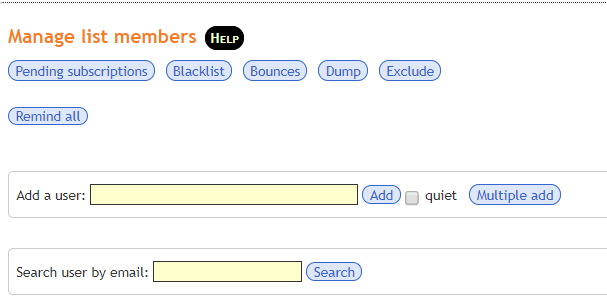 Manage list members HELP
Pending subscriptions Blacklist Bounces Dump Exclude
Remind all
Add a user: Add quiet Multiple add
Search user by email: Search